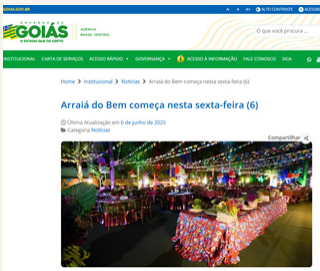 GOIAS.GOV.BR
A- A A+ ALTO CONTRASTE
GOVERNO DE
GOIÁS
O ESTADO QUE DÁ CERTO
AGÊNCIA
BRASIL CENTRAL
O que você procura ...
INSTITUCIONAL CARTA DE SERVIÇOS ACESSO RÁPIDO GOVERNANÇA ACESSO À INFORMAÇÃO FALE CONOSCO SIGA
Home > Institucional > Notícias > Arraiá do Bem começa nesta sexta-feira (6)
Arraiá do Bem começa nesta sexta-feira (6)
Última Atualização em 6 de junho de 2025
Categoria Notícias
Compartilhar